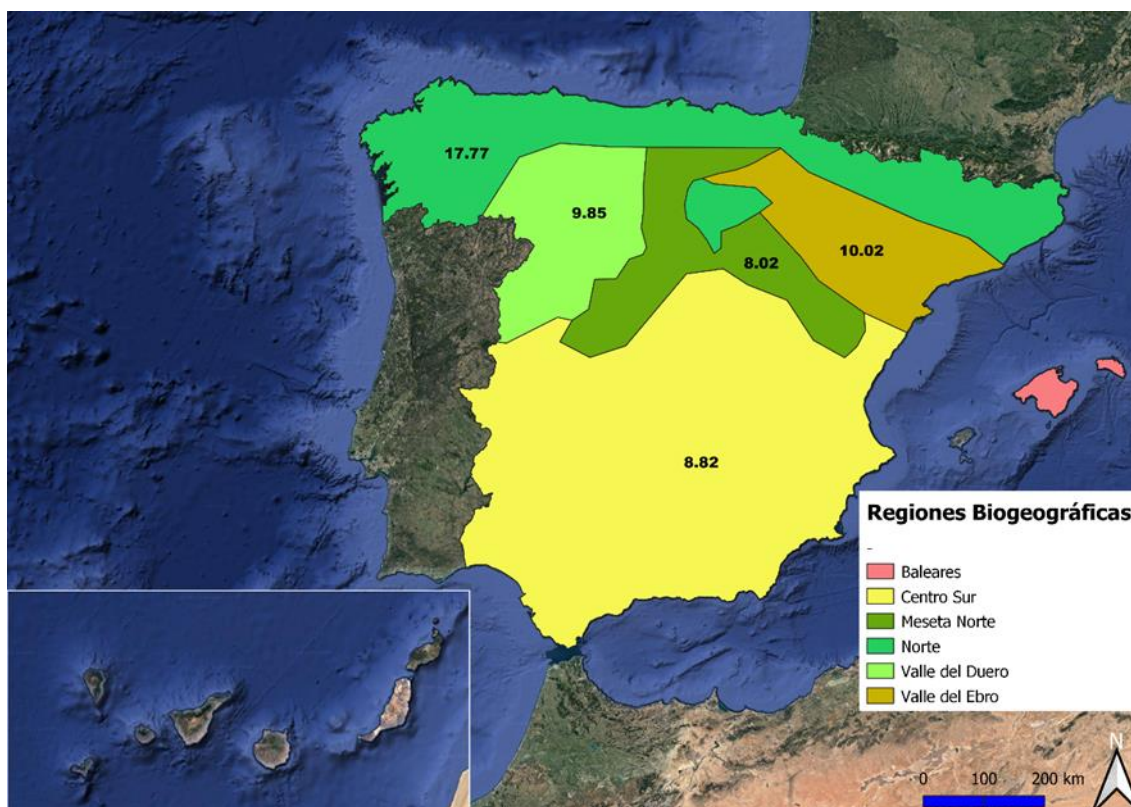 17.77
9.85
8.02
10.02
8.82
Regiones Biogeográficas
Baleares
Centro Sur
Meseta Norte
Norte
Valle del Duero
Valle del Ebro
N
0 100 200 km